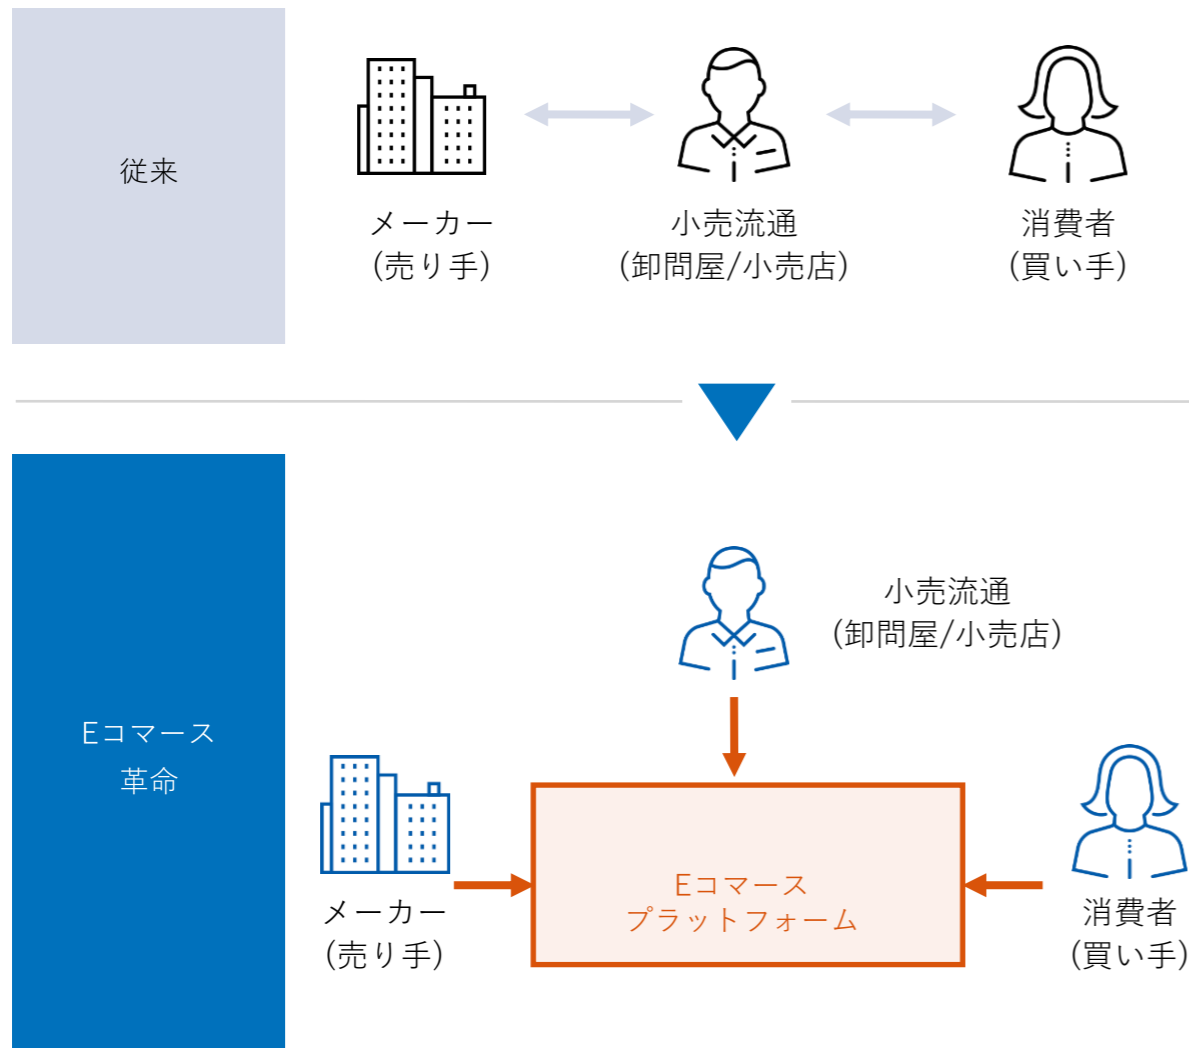 従来
メーカー
(売り手)
小売流通
(卸問屋/小売店)
消費者
(買い手)
Eコマース
革命
小売流通
(卸問屋/小売店)
メーカー
(売り手)
Eコマース
プラットフォーム
消費者
(買い手)